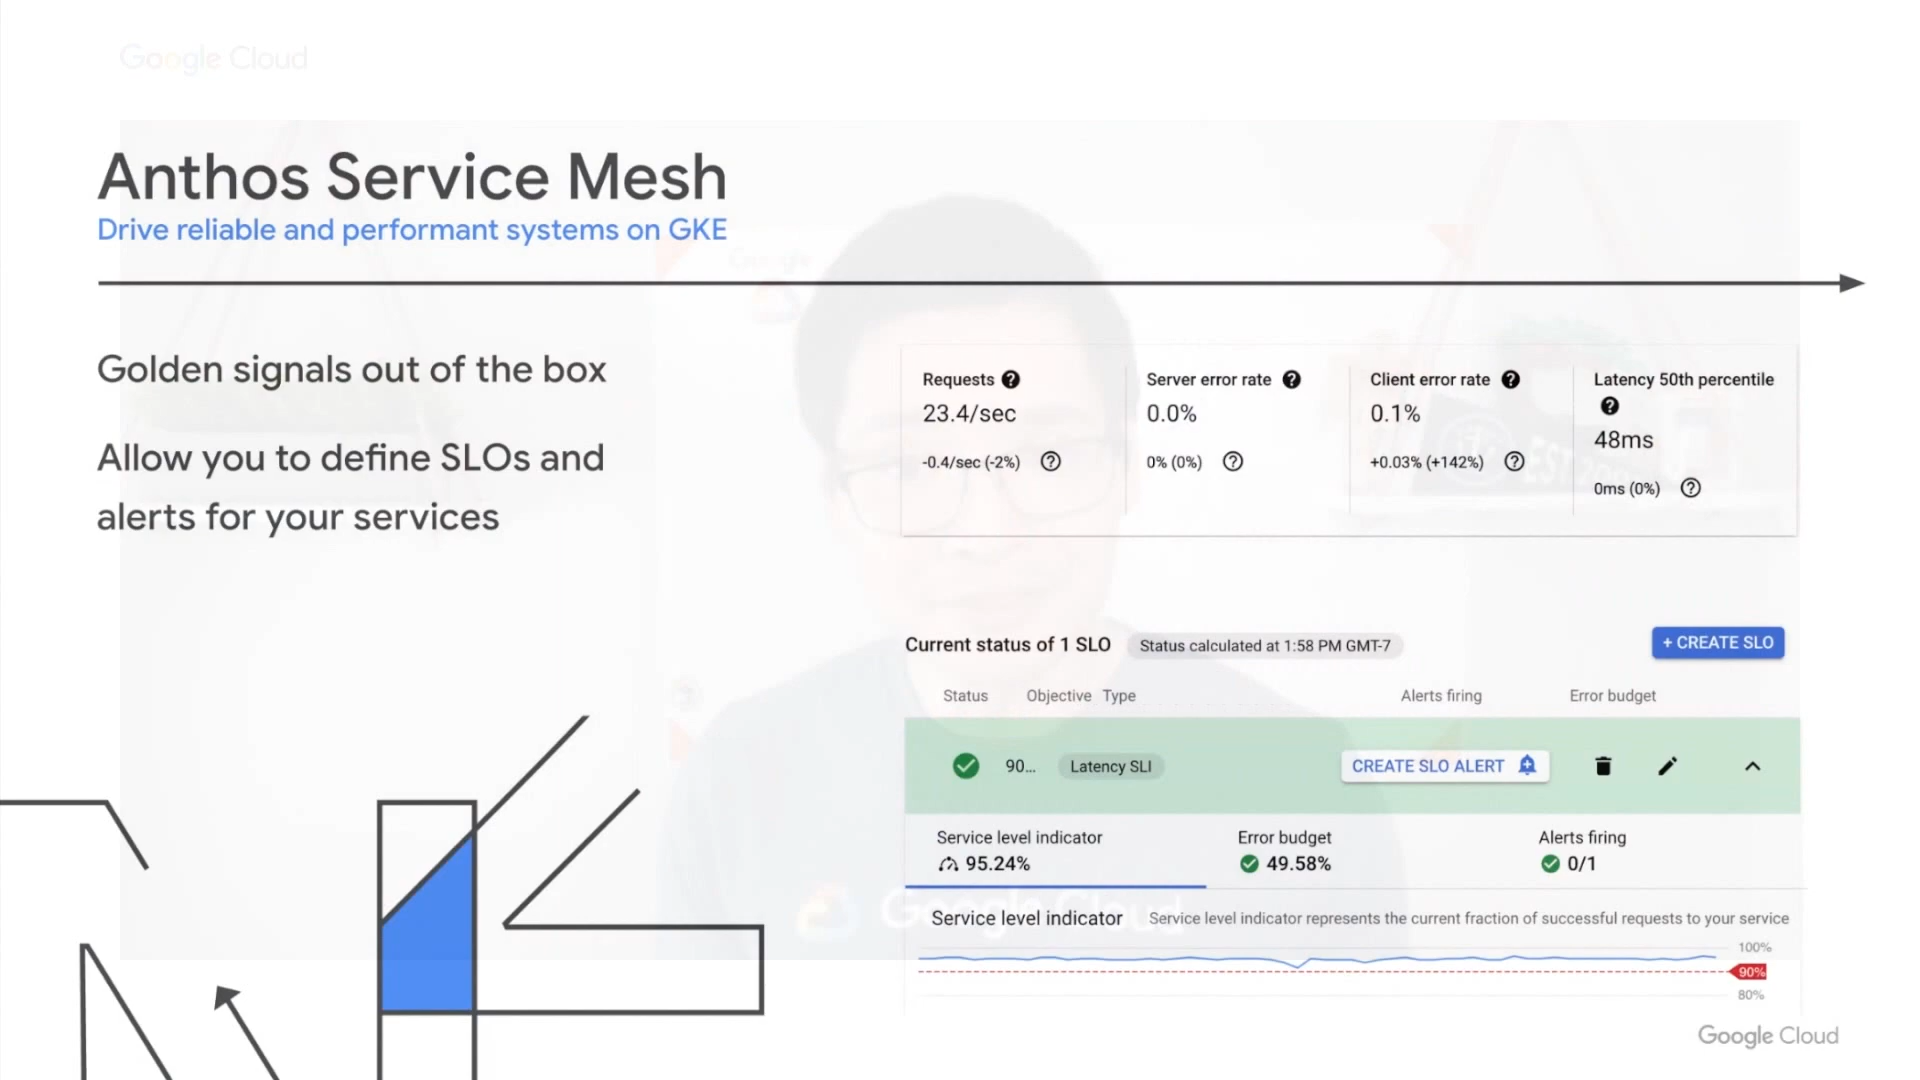 Google Cloud
Anthos Service Mesh
Drive reliable and performant systems on GKE
Google
Golden signals out of the box
Allow you to define SLOs and
alerts for your services
Requests
23.4/sec
-0.4/sec (-2%)
Server error rate
0.0%
0% (0%)
Client error rate
0.1%
+0.03% (+142%)
Latency 50th percentile
48ms
0ms (0%)
EST
Current status of 1 SLO
Status calculated at 1:58 PM GMT-7
+ CREATE SLO
Status Objective Type Alerts firing Error budget
90... Latency SLI CREATE SLO ALERT
Service level indicator
95.24%
Error budget
49.58%
Alerts firing
0/1
Google Cloud
Service level indicator Service level indicator represents the current fraction of successful requests to your service
100%
90%
80%
Google Cloud